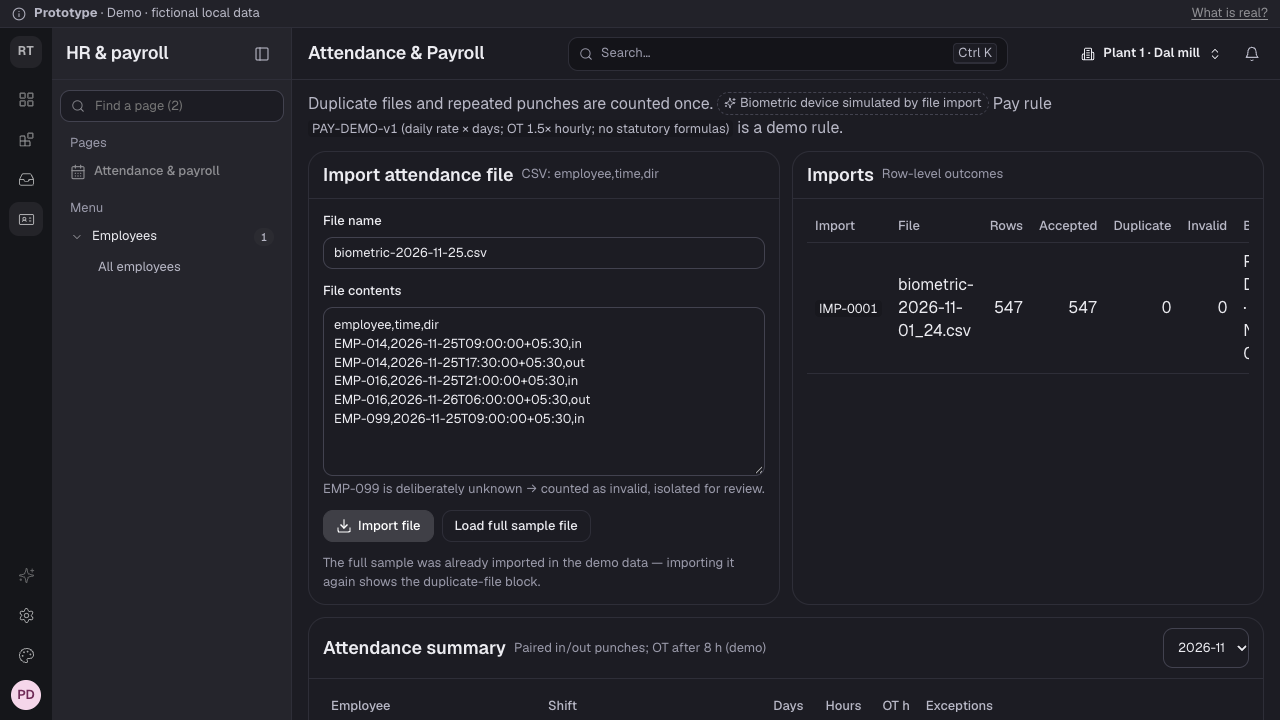 Prototype · Demo · fictional local data
What is real?
RT
HR & payroll
Attendance & Payroll
Search...
Ctrl K
Plant 1 · Dal mill
Find a page (2)
Pages
Attendance & payroll
Menu
Employees
1
All employees
PD
Duplicate files and repeated punches are counted once. Biometric device simulated by file import Pay rule
PAY-DEMO-v1 (daily rate × days; OT 1.5× hourly; no statutory formulas) is a demo rule.
Import attendance file CSV: employee,time,dir
File name
biometric-2026-11-25.csv
File contents
employee,time,dir
EMP-014,2026-11-25T09:00:00+05:30,in
EMP-014,2026-11-25T17:30:00+05:30,out
EMP-016,2026-11-25T21:00:00+05:30,in
EMP-016,2026-11-26T06:00:00+05:30,out
EMP-099,2026-11-25T09:00:00+05:30,in
EMP-099 is deliberately unknown → counted as invalid, isolated for review.
Import file
Load full sample file
The full sample was already imported in the demo data — importing it
again shows the duplicate-file block.
Imports Row-level outcomes
Import File Rows Accepted Duplicate Invalid
IMP-0001 biometric-2026-11-01_24.csv 547 547 0 0
Attendance summary Paired in/out punches; OT after 8 h (demo)
2026-11
Employee Shift Days Hours OT h Exceptions